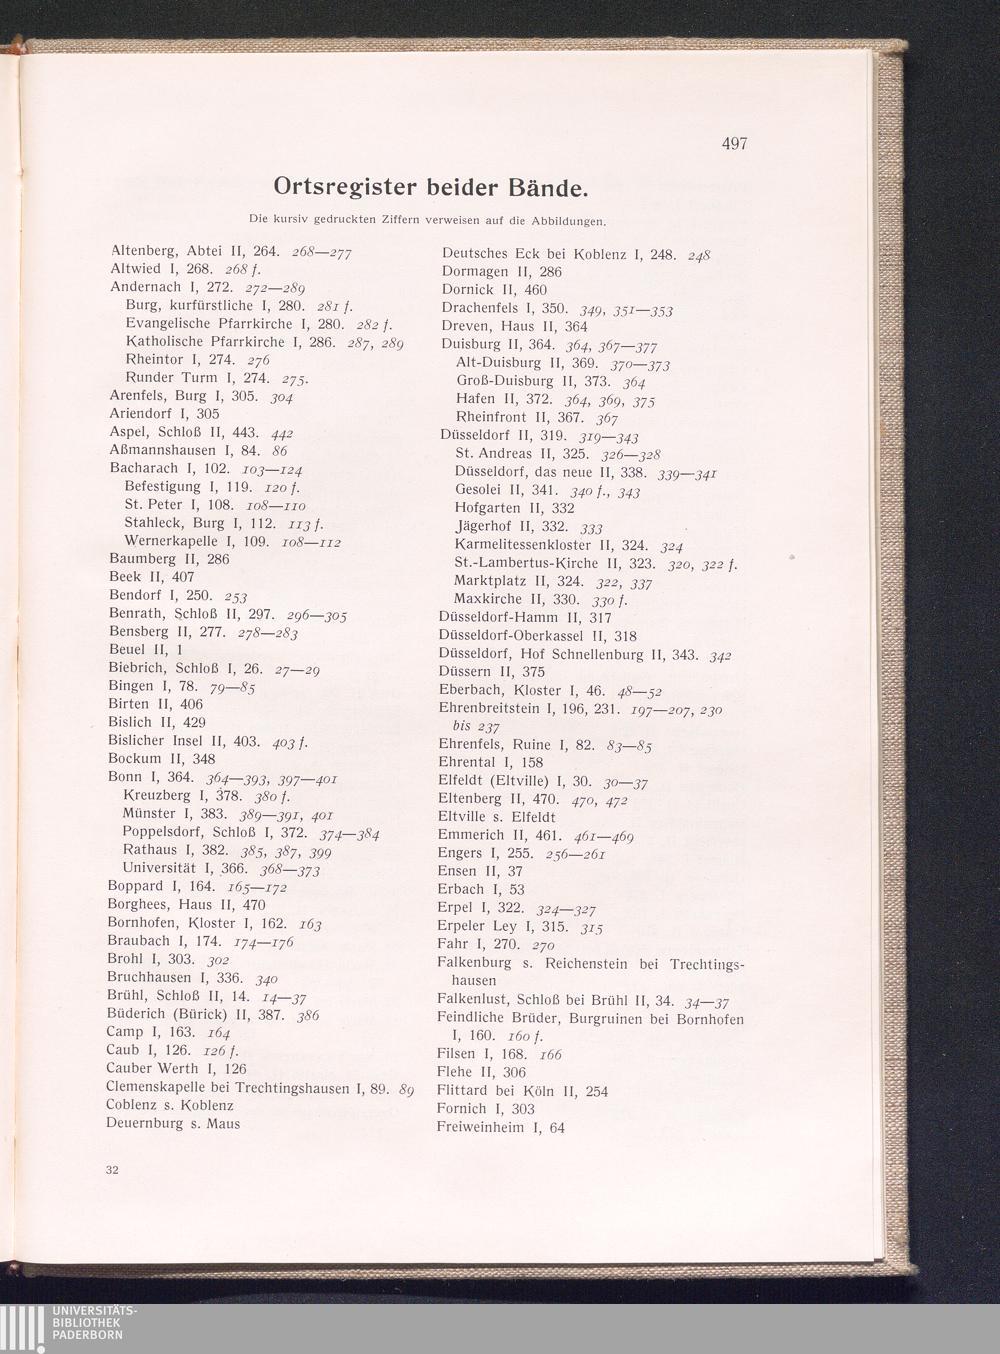 497
Ortsregister beider Bände.
Die kursiv gedruckten Ziffern verweisen auf die Abbildungen.
Altenberg, Abtei II, 264. 268—277
Altwied I, 268. 268 f.
Andernach I, 272. 272—289
Burg, kurfürstliche I, 280. 281 f.
Evangelische Pfarrkirche I, 280. 282 f.
Katholische Pfarrkirche I, 286. 287, 289
Rheintor I, 274. 276
Runder Turm I, 274. 275.
Arenfels, Burg I, 305. 304
Ariendorf I, 305
Aspel, Schloß II, 443. 442
Aßmannshausen I, 84. 86
Bacharach I, 102. 103—124
Befestigung I, 119. 120 f.
St. Peter I, 108. 108—110
Stahleck, Burg I, 112. 113 f.
Wernerkapelle I, 109. 108—112
Baumberg II, 286
Beek II, 407
Bendorf I, 250. 253
Benrath, Schloß II, 297. 296—305
Bensberg II, 277. 278—283
Beuel II, 1
Biebrich, Schloß I, 26. 27—29
Bingen I, 78. 79—85
Birten II, 406
Bislich II, 429
Bislicher Insel II, 403. 403 f.
Bockum II, 348
Bonn I, 364. 364—393, 397—401
Kreuzberg I, 378. 380 f.
Münster I, 383. 389—391, 401
Poppelsdorf, Schloß I, 372. 374—384
Rathaus I, 382. 385, 387, 399
Universität I, 366. 368—373
Boppard I, 164. 165—172
Borghees, Haus II, 470
Bornhofen, Kloster I, 162. 163
Braubach I, 174. 174—176
Brohl I, 303. 302
Bruchhausen I, 336. 340
Brühl, Schloß II, 14. 14—37
Büderich (Bürick) II, 387. 386
Camp I, 163. 164
Caub I, 126. 126 f.
Cauber Werth I, 126
Clemenskapelle bei Trechtingshausen I, 89. 89
Coblenz s. Koblenz
Deuernburg s. Maus
Deutsches Eck bei Koblenz I, 248. 248
Dormagen II, 286
Dornick II, 460
Drachenfels I, 350. 349, 351—353
Dreven, Haus II, 364
Duisburg II, 364. 364, 367—377
Alt-Duisburg II, 369. 370—373
Groß-Duisburg II, 373. 364
Hafen II, 372. 364, 369, 375
Rheinfront II, 367. 367
Düsseldorf II, 319. 319—343
St. Andreas II, 325. 326—328
Düsseldorf, das neue II, 338. 339—341
Gesolei II, 341. 340 f., 343
Hofgarten II, 332
Jägerhof II, 332. 333
Karmelitessenkloster II, 324. 324
St.-Lambertus-Kirche II, 323. 320, 322 f.
Marktplatz II, 324. 322, 337
Maxkirche II, 330. 330 f.
Düsseldorf-Hamm II, 317
Düsseldorf-Oberkassel II, 318
Düsseldorf, Hof Schnellenburg II, 343. 342
Düssern II, 375
Eberbach, Kloster I, 46. 48—52
Ehrenbreitstein I, 196, 231. 197—207, 230
bis 237
Ehrenfels, Ruine I, 82. 83—85
Ehrental I, 158
Elfeldt (Eltville) I, 30. 30—37
Eltenberg II, 470. 470, 472
Eltville s. Elfeldt
Emmerich II, 461. 461—469
Engers I, 255. 256—261
Ensen II, 37
Erbach I, 53
Erpel I, 322. 324—327
Erpeler Ley I, 315. 315
Fahr I, 270. 270
Falkenburg s. Reichenstein bei Trechtings-
hausen
Falkenlust, Schloß bei Brühl II, 34. 34—37
Feindliche Brüder, Burgruinen bei Bornhofen
I, 160. 160 f.
Filsen I, 168. 166
Flehe II, 306
Flittard bei Köln II, 254
Fornich I, 303
Freiweinheim I, 64
32
UNIVERSITÄTS-
BIBLIOTHEK
PADERBORN